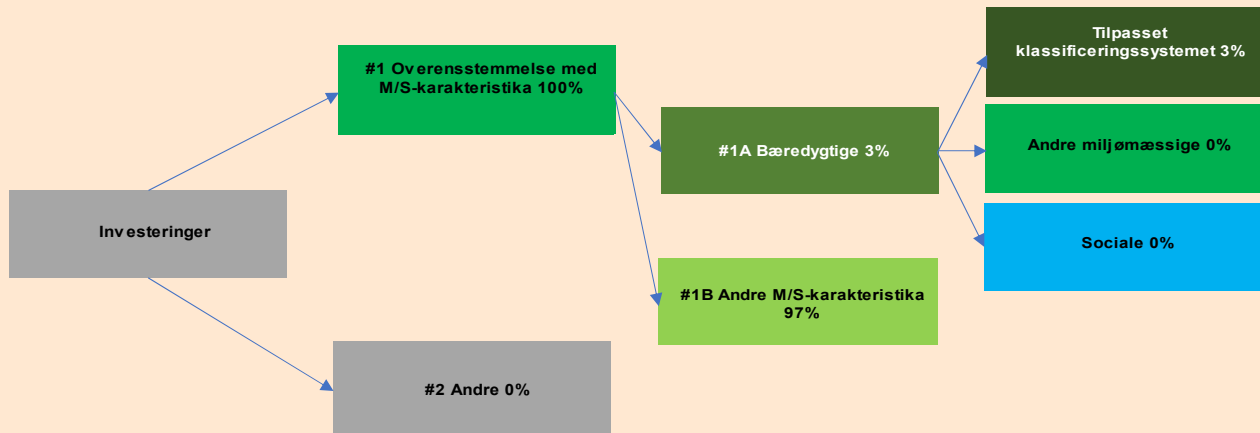 Investeringer
#1 Overensstemmelse med
M/S-karakteristika 100%
#2 Andre 0%
#1A Bæredygtige 3%
#1B Andre M/S-karakteristika
97%
Tilpasset
klassificeringssystemet 3%
Andre miljømæssige 0%
Sociale 0%